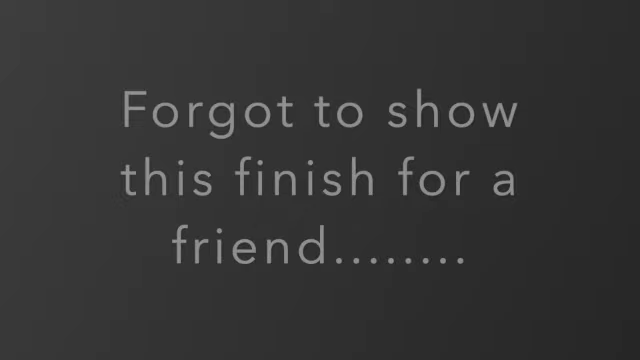 Forgot to show
this finish for a
friend........